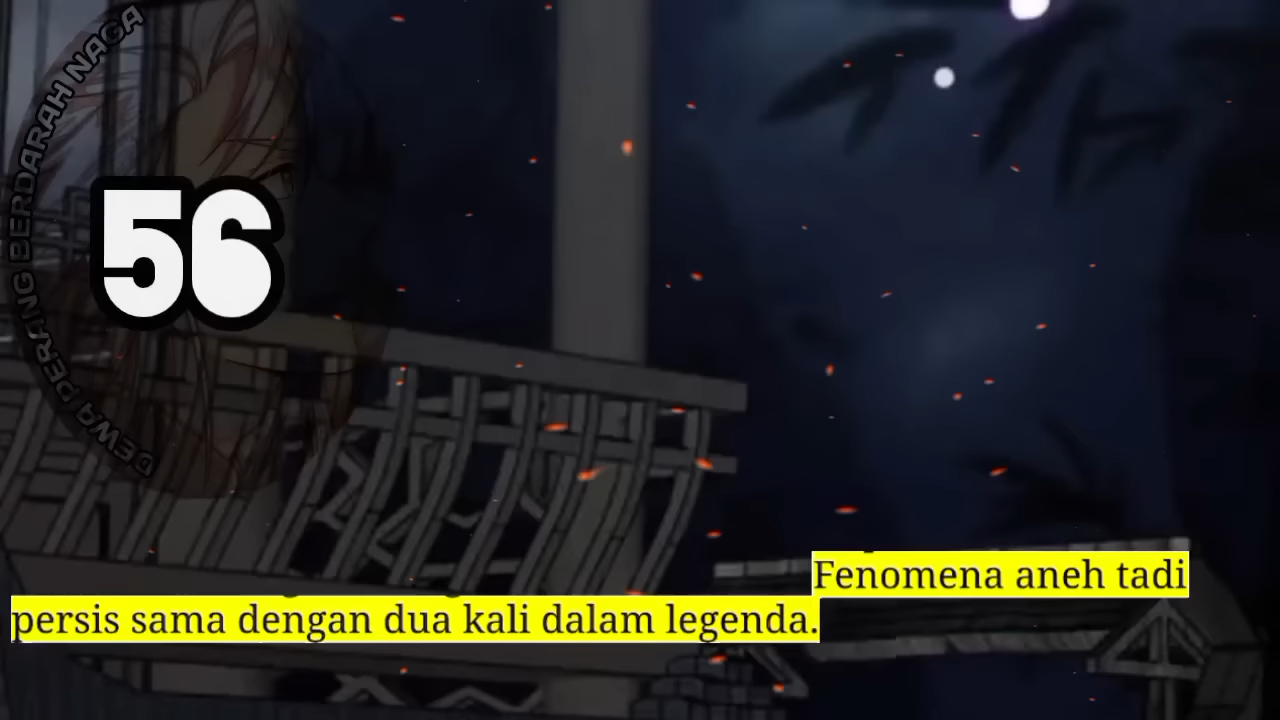 DEWA PERANG BERDARAH NAGA
56
Fenomena aneh tadi
persis sama dengan dua kali dalam legenda.